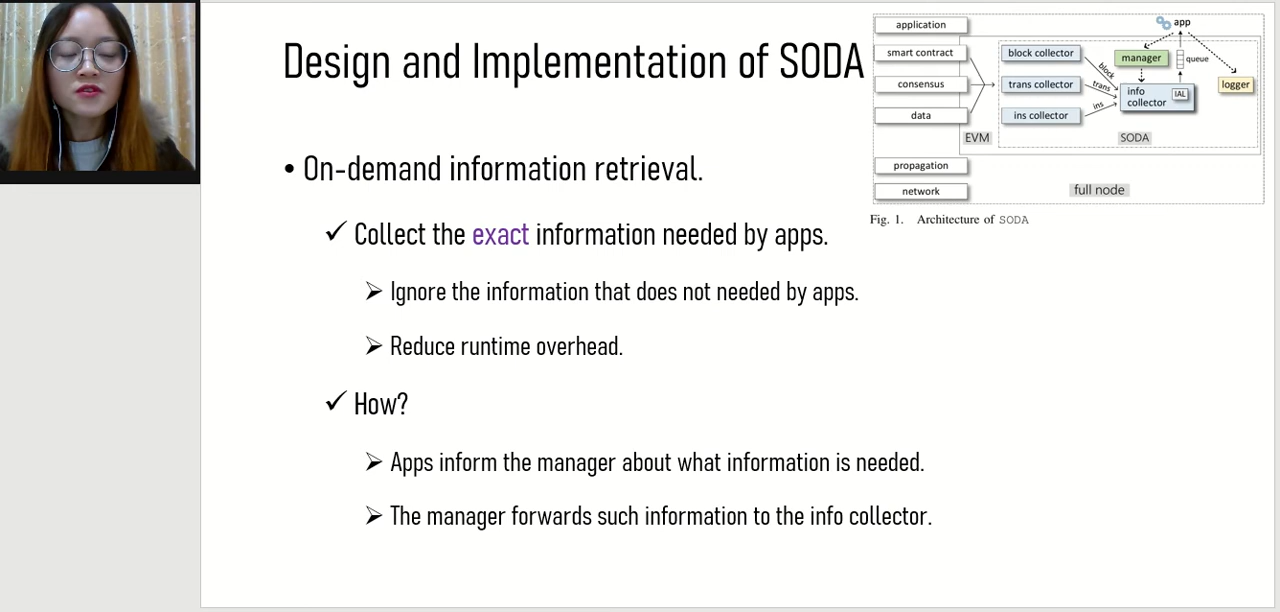 Design and Implementation of SODA
• On-demand information retrieval.
✓ Collect the exact information needed by apps.
➢ Ignore the information that does not needed by apps.
➢ Reduce runtime overhead.
✓ How?
➢ Apps inform the manager about what information is needed.
➢ The manager forwards such information to the info collector.
application
smart contract
consensus
data
propagation
network
EVM
block collector
trans collector
ins collector
block
trans
ins
app
manager
queue
logger
info
collector
IAL
SODA
full node
Fig. 1. Architecture of SODA